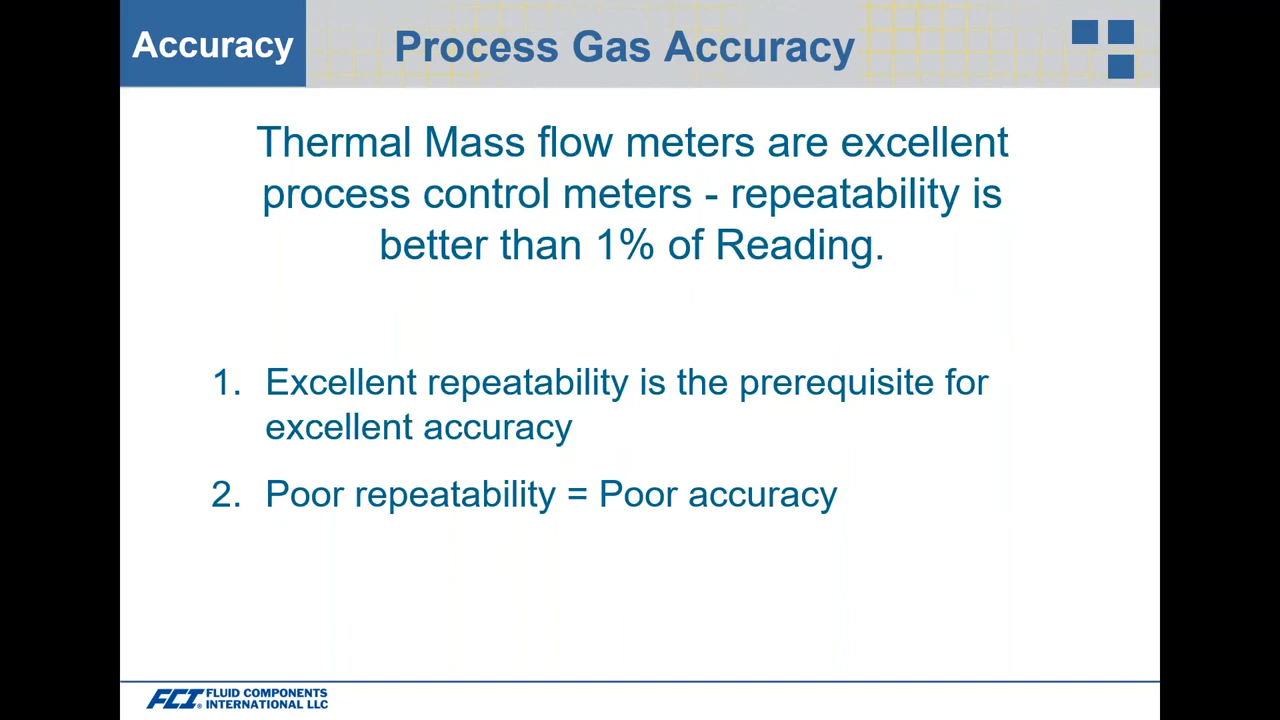 Accuracy
Process Gas Accuracy
Thermal Mass flow meters are excellent
process control meters - repeatability is
better than 1% of Reading.
1. Excellent repeatability is the prerequisite for
excellent accuracy
2. Poor repeatability = Poor accuracy
FCI® FLUID COMPONENTS
INTERNATIONAL LLC